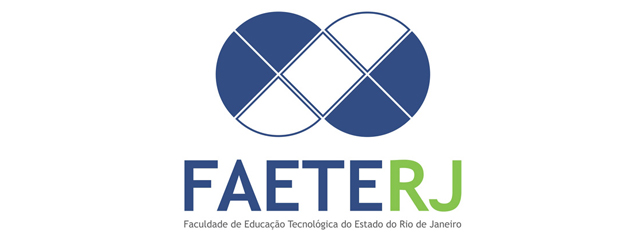 FAETERJ
Faculdade de Educação Tecnológica do Estado do Rio de Janeiro